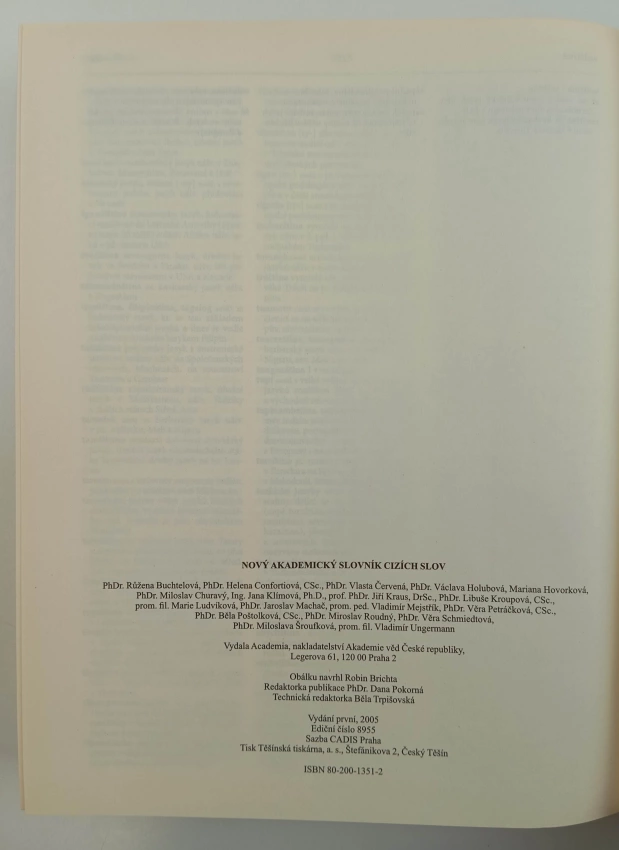 NOVÝ AKADEMICKÝ SLOVNÍK CIZÍCH SLOV
PhDr. Růžena Buchtelová, PhDr. Helena Confortiová, CSc., PhDr. Vlasta Červená, PhDr. Václava Holubová, Mariana Hovorková,
PhDr. Miloslav Churavý, Ing. Jana Klímová, Ph.D., prof. PhDr. Jiří Kraus, DrSc., PhDr. Libuše Kroupová, CSc.,
prom. fil. Marie Ludvíková, PhDr. Jaroslav Machač, prom. ped. Vladimír Mejstřík, PhDr. Věra Petráčková, CSc.,
PhDr. Běla Poštolková, CSc., PhDr. Miroslav Roudný, PhDr. Věra Schmiedtová,
PhDr. Miloslava Šroufková, prom. fil. Vladimír Ungermann
Vydala Academia, nakladatelství Akademie věd České republiky,
Legerova 61, 120 00 Praha 2
Obálku navrhl Robin Brichta
Redaktorka publikace PhDr. Dana Pokorná
Technická redaktorka Běla Trpišovská
Vydání první, 2005
Ediční číslo 8955
Sazba CADIS Praha
Tisk Těšínská tiskárna, a. s., Štefánikova 2, Český Těšín
ISBN 80-200-1351-2